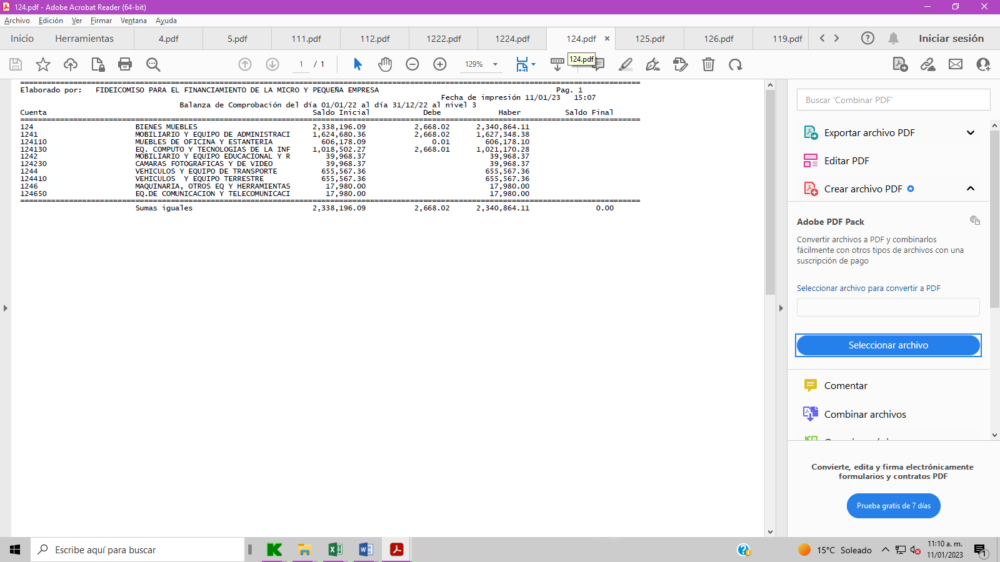 124.pdf - Adobe Acrobat Reader (64-bit)
Archivo Edición Ver Firmar Ventana Ayuda
Inicio Herramientas 4.pdf 5.pdf 111.pdf 112.pdf 1222.pdf 1224.pdf 124.pdf 125.pdf 126.pdf 119.pdf Iniciar sesión
1 / 1 129%
124.pdf
Elaborado por: FIDEICOMISO PARA EL FINANCIAMIENTO DE LA MICRO Y PEQUEÑA EMPRESA Pag. 1
Fecha de impresión 11/01/23 15:07
Balanza de Comprobación del día 01/01/22 al día 31/12/22 al nivel 3
Cuenta Saldo Inicial Debe Haber Saldo Final
124 BIENES MUEBLES 2,338,196.09 2,668.02 2,340,864.11
1241 MOBILIARIO Y EQUIPO DE ADMINISTRACI 1,624,680.36 2,668.02 1,627,348.38
124110 MUEBLES DE OFICINA Y ESTANTERIA 606,178.09 0.01 606,178.10
124130 EQ. COMPUTO Y TECNOLOGIAS DE LA INF 1,018,502.27 2,668.01 1,021,170.28
1242 MOBILIARIO Y EQUIPO EDUCACIONAL Y R 39,968.37 39,968.37
124230 CAMARAS FOTOGRAFICAS Y DE VIDEO 39,968.37 39,968.37
1244 VEHICULOS Y EQUIPO DE TRANSPORTE 655,567.36 655,567.36
124410 VEHICULOS Y EQUIPO TERRESTRE 655,567.36 655,567.36
1246 MAQUINARIA, OTROS EQ Y HERRAMIENTAS 17,980.00 17,980.00
124650 EQ.DE COMUNICACION Y TELECOMUNICACI 17,980.00 17,980.00
Sumas iguales 2,338,196.09 2,668.02 2,340,864.11 0.00
Buscar 'Combinar PDF'
Exportar archivo PDF
Editar PDF
Crear archivo PDF
Adobe PDF Pack
Convertir archivos a PDF y combinarlos
fácilmente con otros tipos de archivos con una
suscripción de pago
Seleccionar archivo para convertir a PDF
Seleccionar archivo
Comentar
Combinar archivos
Convierte, edita y firma electrónicamente
formularios y contratos PDF
Prueba gratis de 7 días
Escribe aquí para buscar
15°C Soleado
11:10 a. m.
11/01/2023
1